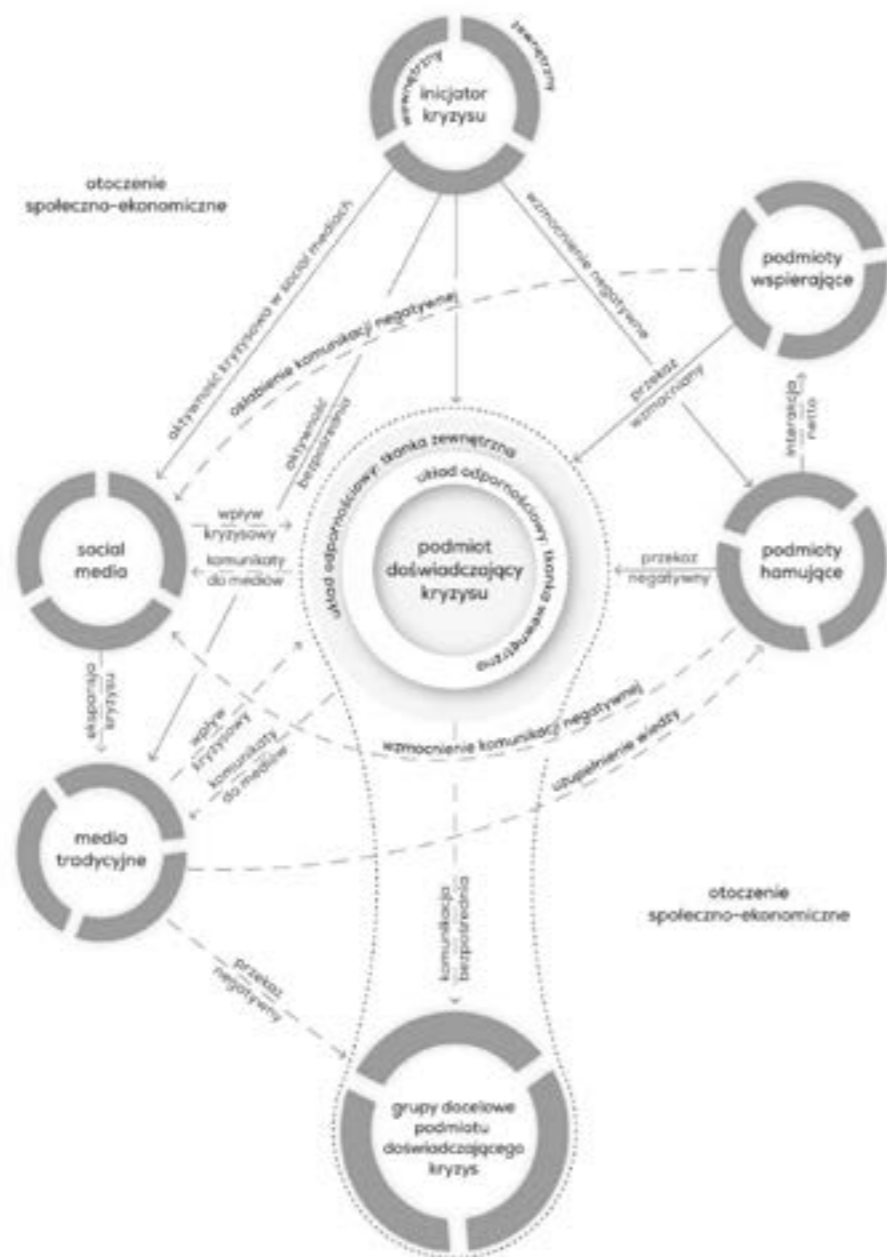 zewnętrzny
wewnętrzny
inicjator
kryzysu
otoczenie
społeczno-ekonomiczne
podmioty
wspierające
aktywność kryzysowa w social mediach
osłabienie komunikacji negatywnej
aktywność
bezpośrednia
wzmocnienie negatywne
przekaz
wzmacniany
interakcja
netto
social
media
wpływ
kryzysowy
komunikaty
do mediów
układ odpornościowy: tkanka zewnętrzna
układ odpornościowy: tkanka wewnętrzna
podmiot
doświadczający
kryzysu
przekaz
negatywny
podmioty
hamujące
ekspansja
kryzysu
wpływ
kryzysowy
komunikaty
do mediów
wzmocnienie komunikacji negatywnej
uzupełnienie wiedzy
media
tradycyjne
komunikacja
bezpośrednia
otoczenie
społeczno-ekonomiczne
przekaz
negatywny
grupy docelowe
podmiotu
doświadczającego
kryzys